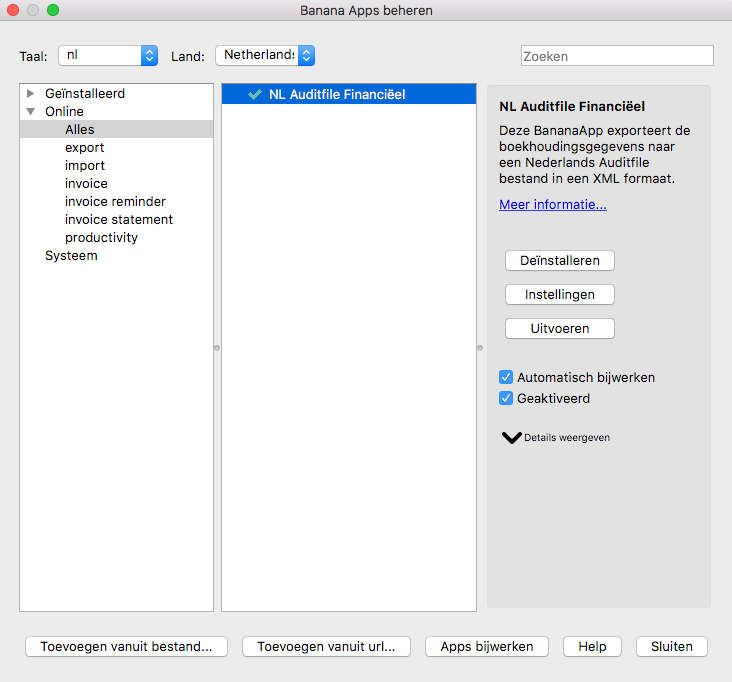 Banana Apps beheren
Taal: nl Land: Netherlands Zoeken
Geïnstalleerd
Online
Alles
export
import
invoice
invoice reminder
invoice statement
productivity
Systeem
NL Auditfile Financiëel
NL Auditfile Financiëel
Deze BananaApp exporteert de
boekhoudingsgegevens naar
een Nederlands Auditfile
bestand in een XML formaat.
Meer informatie...
Deïnstalleren
Instellingen
Uitvoeren
Automatisch bijwerken
Geaktiveerd
Details weergeven
Toevoegen vanuit bestand... Toevoegen vanuit url... Apps bijwerken Help Sluiten